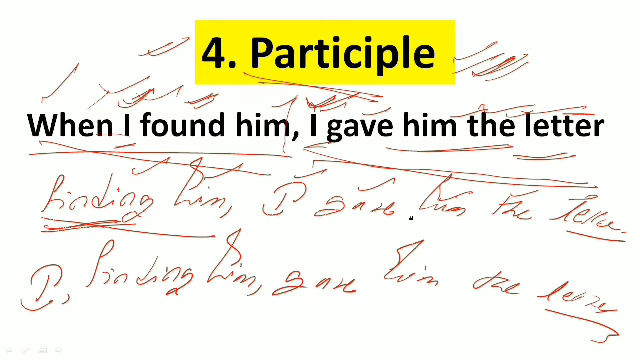 4. Participle
When I found him, I gave him the letter
Finding him, I gave him the letter.
I, Finding him, gave him the letter